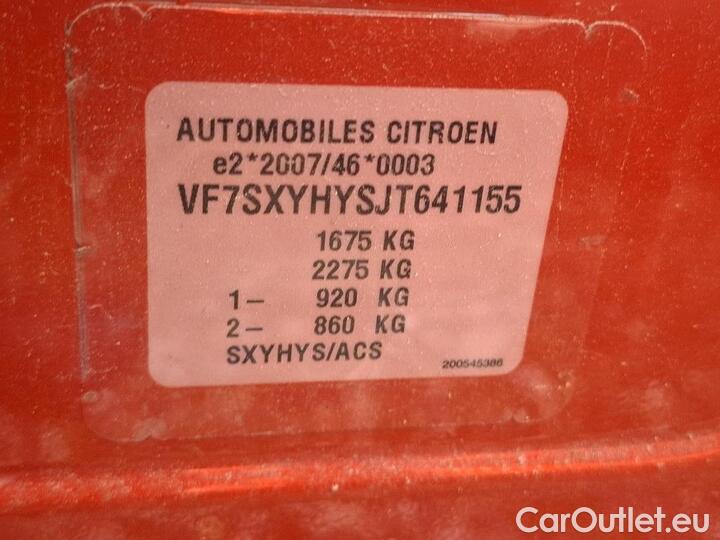 AUTOMOBILES CITROEN
e2*2007/46*0003
VF7SXYHYSJT641155
1675 KG
2275 KG
1- 920 KG
2- 860 KG
SXYHYS/ACS 200545386
CarOutlet.eu